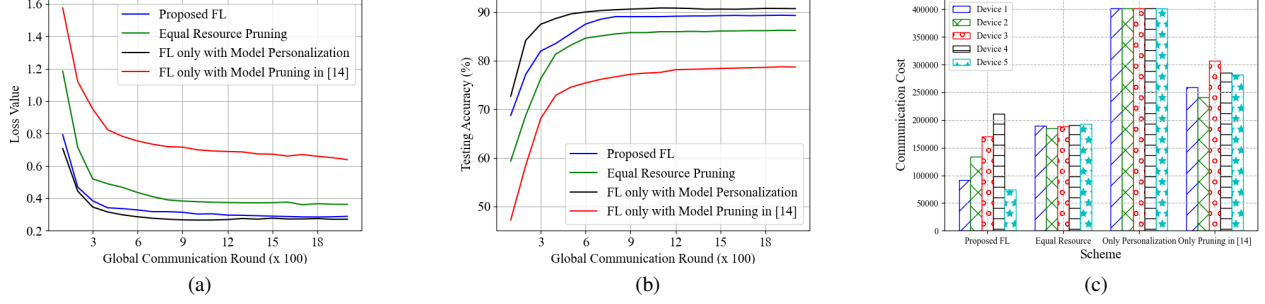 1.6
1.4
1.2
1.0
0.8
0.6
0.4
0.2
Loss Value
Proposed FL
Equal Resource Pruning
FL only with Model Personalization
FL only with Model Pruning in [14]
3 6 9 12 15 18
Global Communication Round (x 100)
(a)
90
80
70
60
50
Testing Accuracy (%)
Proposed FL
Equal Resource Pruning
FL only with Model Personalization
FL only with Model Pruning in [14]
3 6 9 12 15 18
Global Communication Round (x 100)
(b)
400000
350000
300000
250000
200000
150000
100000
50000
0
Communication Cost
Device 1
Device 2
Device 3
Device 4
Device 5
Proposed FL Equal Resource Only Personalization Only Pruning in [14]
Scheme
(c)